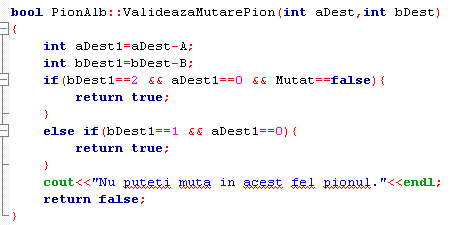 bool PionAlb::ValideazaMutarePion(int aDest,int bDest)
{
    int aDest1=aDest-A;
    int bDest1=bDest-B;
    if(bDest1==2 && aDest1==0 && Mutat==false){
        return true;
    }
    else if(bDest1==1 && aDest1==0){
        return true;
    }
    cout<<"Nu puteti muta in acest fel pionul."<<endl;
    return false;
}